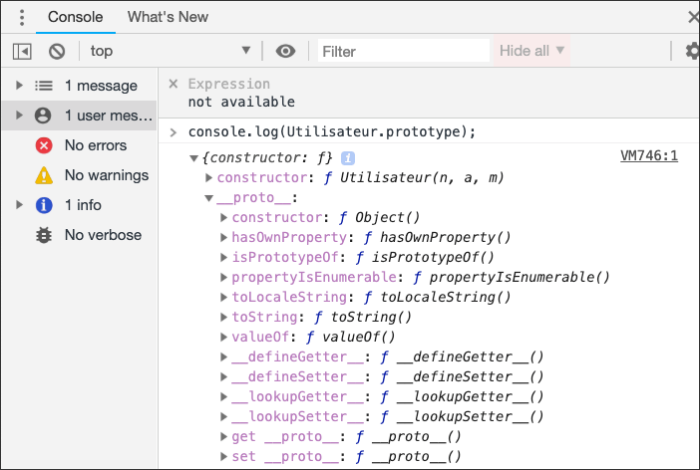 Console What's New
top Filter Hide all
1 message
1 user mes...
No errors
No warnings
1 info
No verbose
Expression
not available
console.log(Utilisateur.prototype);
{constructor: ƒ} i VM746:1
constructor: ƒ Utilisateur(n, a, m)
__proto__:
constructor: ƒ Object()
hasOwnProperty: ƒ hasOwnProperty()
isPrototypeOf: ƒ isPrototypeOf()
propertyIsEnumerable: ƒ propertyIsEnumerable()
toLocaleString: ƒ toLocaleString()
toString: ƒ toString()
valueOf: ƒ valueOf()
__defineGetter__: ƒ __defineGetter__()
__defineSetter__: ƒ __defineSetter__()
__lookupGetter__: ƒ __lookupGetter__()
__lookupSetter__: ƒ __lookupSetter__()
get __proto__: ƒ __proto__()
set __proto__: ƒ __proto__()